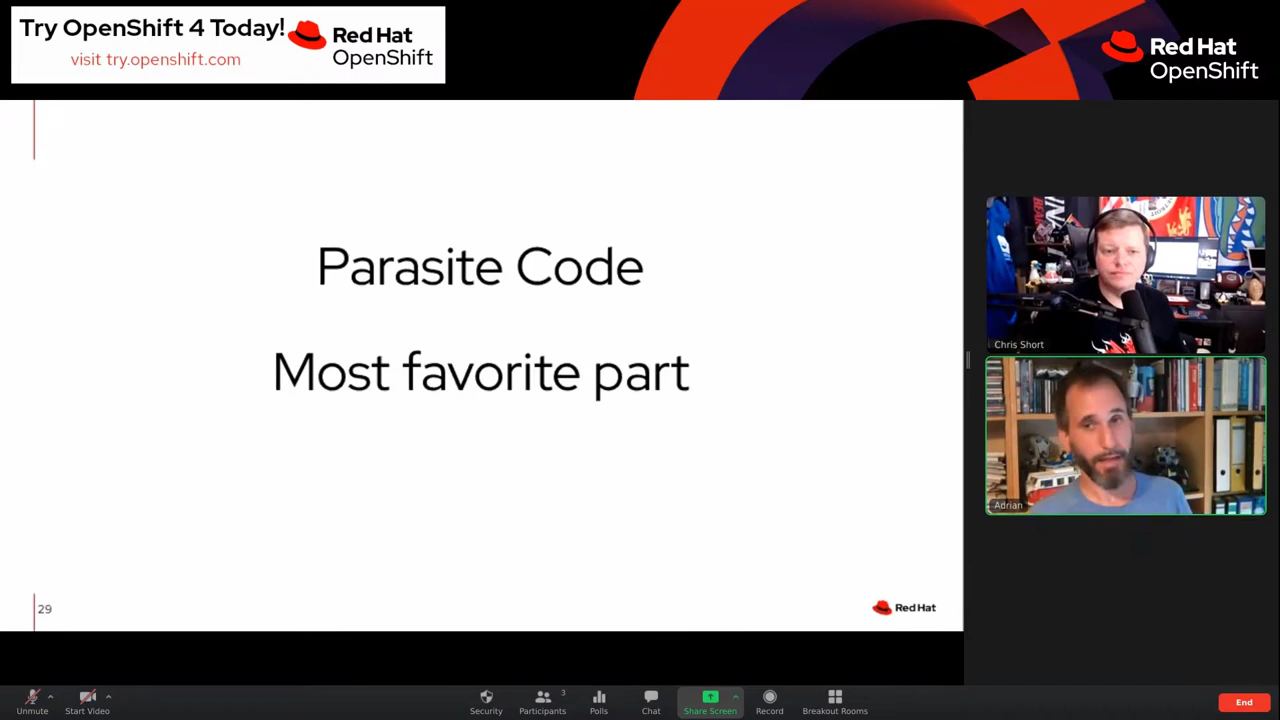 Try OpenShift 4 Today!
visit try.openshift.com
Red Hat
OpenShift
Red Hat
OpenShift
Parasite Code
Most favorite part
29
Red Hat
Chris Short
Adrian
Unmute
Start Video
Security
Participants
3
Polls
Chat
Share Screen
Record
Breakout Rooms
End